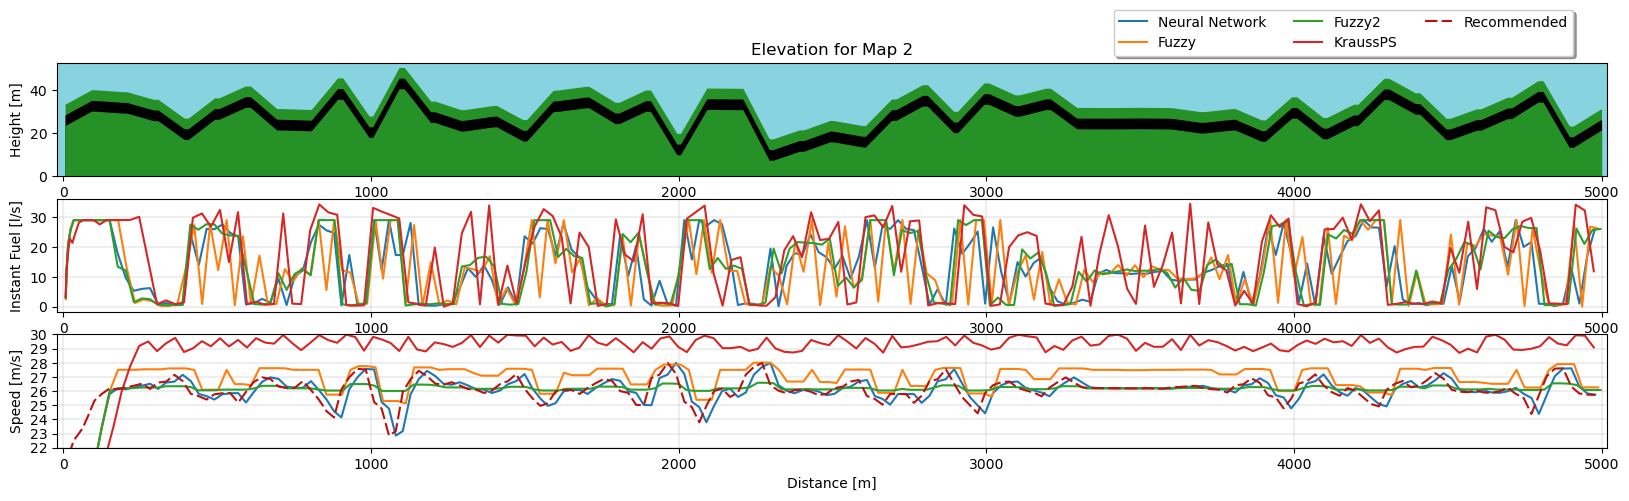 Neural Network
Fuzzy
Fuzzy2
KraussPS
Recommended
Elevation for Map 2
Height [m]
40
20
0
0 1000 2000 3000 4000 5000
Instant Fuel [l/s]
30
20
10
0
0 1000 2000 3000 4000 5000
Speed [m/s]
30
29
28
27
26
25
24
23
22
0 1000 2000 3000 4000 5000
Distance [m]